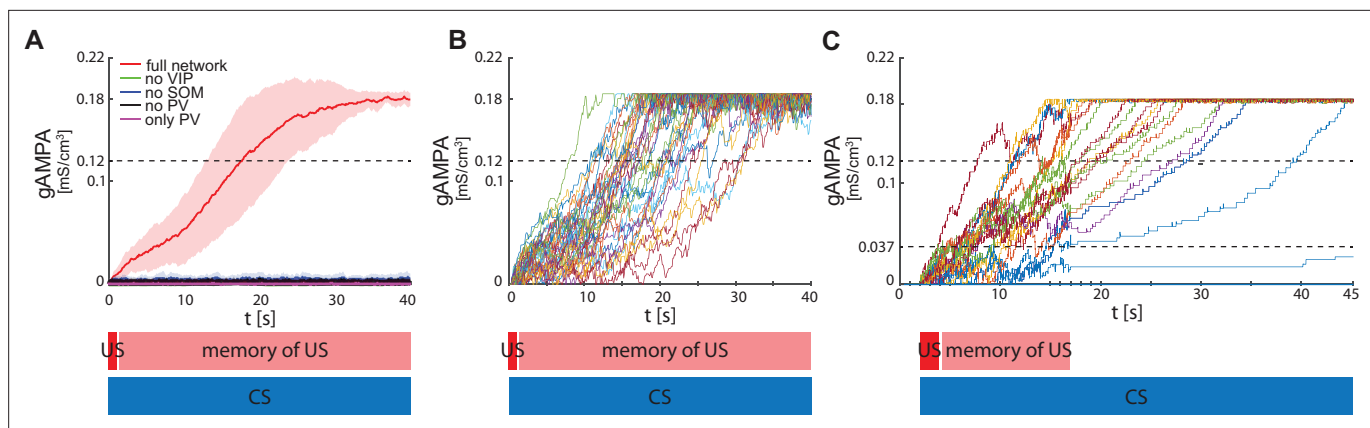 A
gAMPA
[mS/cm³]
0.22
0.18
0.12
0.1
0
full network
no VIP
no SOM
no PV
only PV
0 10 20 30 40
t [s]
US memory of US
CS
B
gAMPA
[mS/cm³]
0.22
0.18
0.12
0.1
0
0 10 20 30 40
t [s]
US memory of US
CS
C
gAMPA
[mS/cm³]
0.22
0.18
0.12
0.1
0.037
0
0 10 20 30 45
t [s]
US memory of US
CS